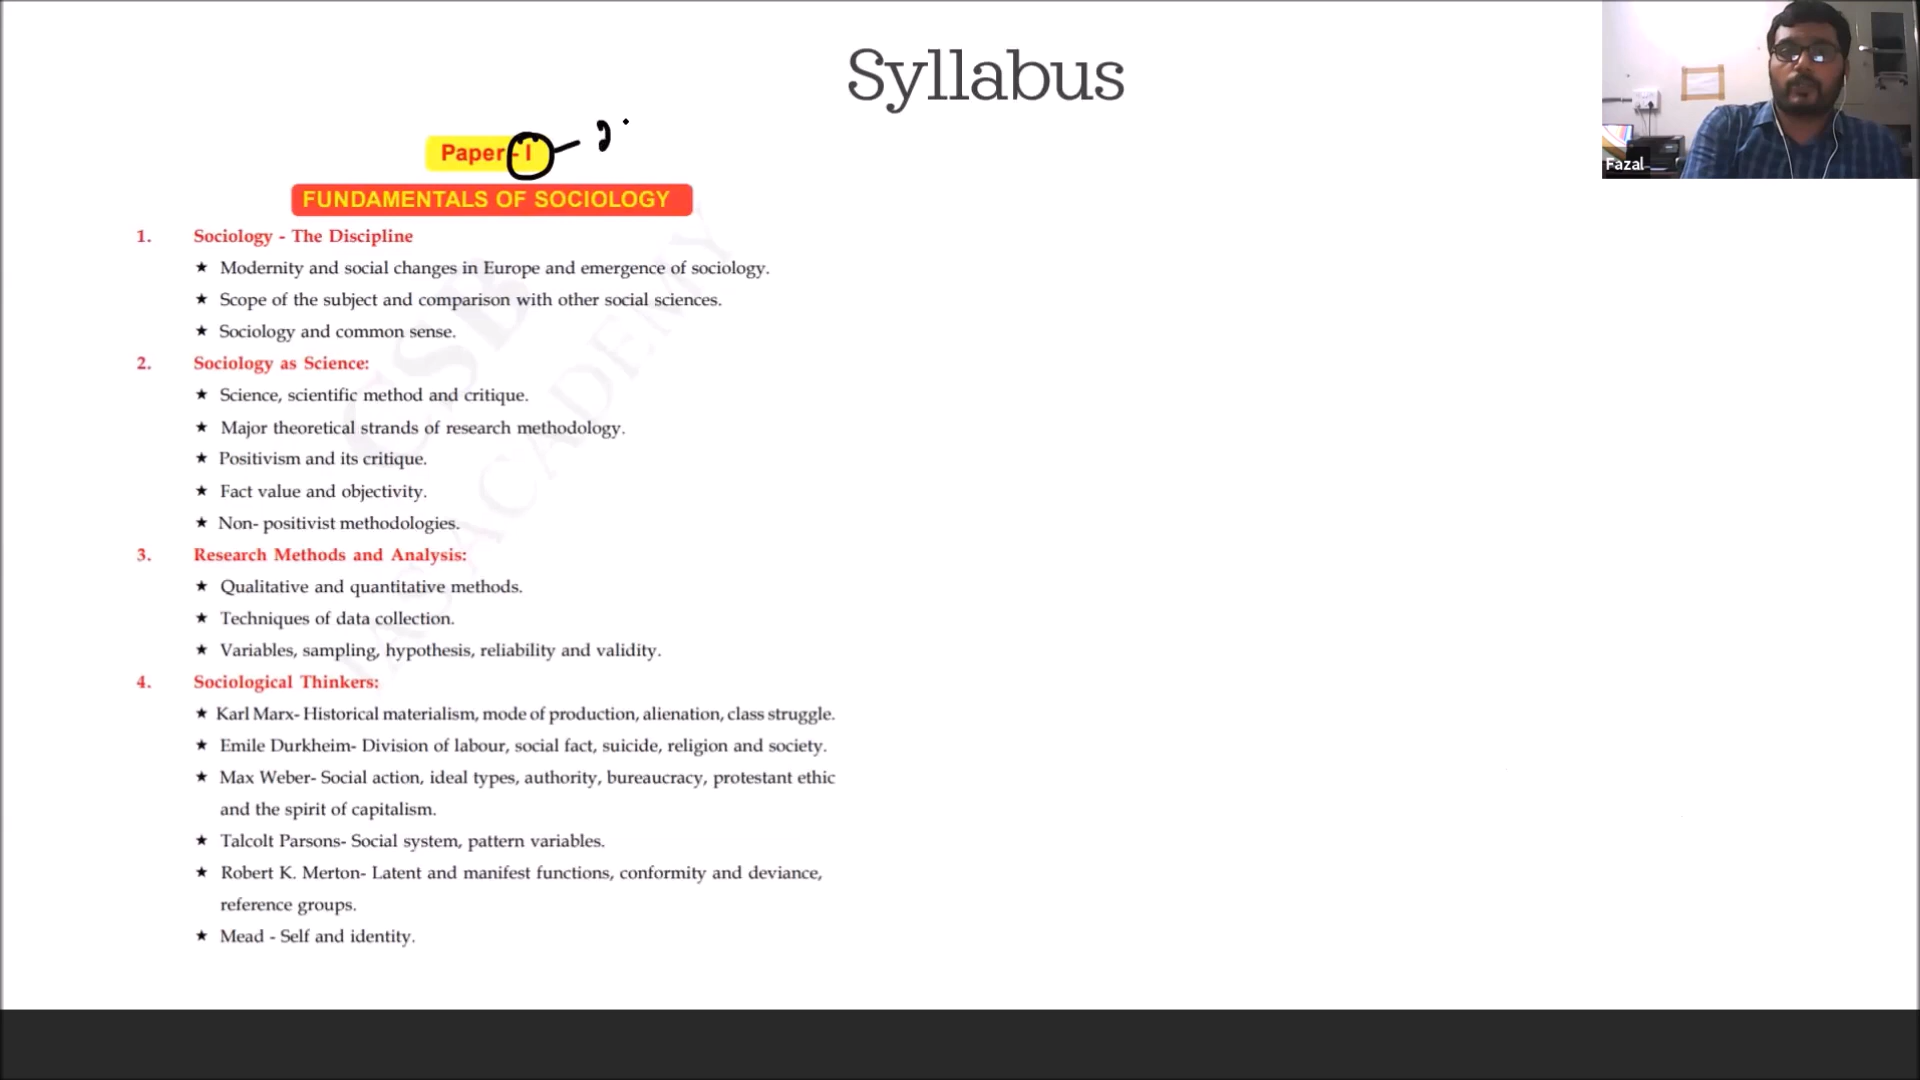 Syllabus
Paper - I
FUNDAMENTALS OF SOCIOLOGY
1. Sociology - The Discipline
★ Modernity and social changes in Europe and emergence of sociology.
★ Scope of the subject and comparison with other social sciences.
★ Sociology and common sense.
2. Sociology as Science:
★ Science, scientific method and critique.
★ Major theoretical strands of research methodology.
★ Positivism and its critique.
★ Fact value and objectivity.
★ Non- positivist methodologies.
3. Research Methods and Analysis:
★ Qualitative and quantitative methods.
★ Techniques of data collection.
★ Variables, sampling, hypothesis, reliability and validity.
4. Sociological Thinkers:
★ Karl Marx- Historical materialism, mode of production, alienation, class struggle.
★ Emile Durkheim- Division of labour, social fact, suicide, religion and society.
★ Max Weber- Social action, ideal types, authority, bureaucracy, protestant ethic
and the spirit of capitalism.
★ Talcolt Parsons- Social system, pattern variables.
★ Robert K. Merton- Latent and manifest functions, conformity and deviance,
reference groups.
★ Mead - Self and identity.
CSB
IAS ACADEMY
Fazal